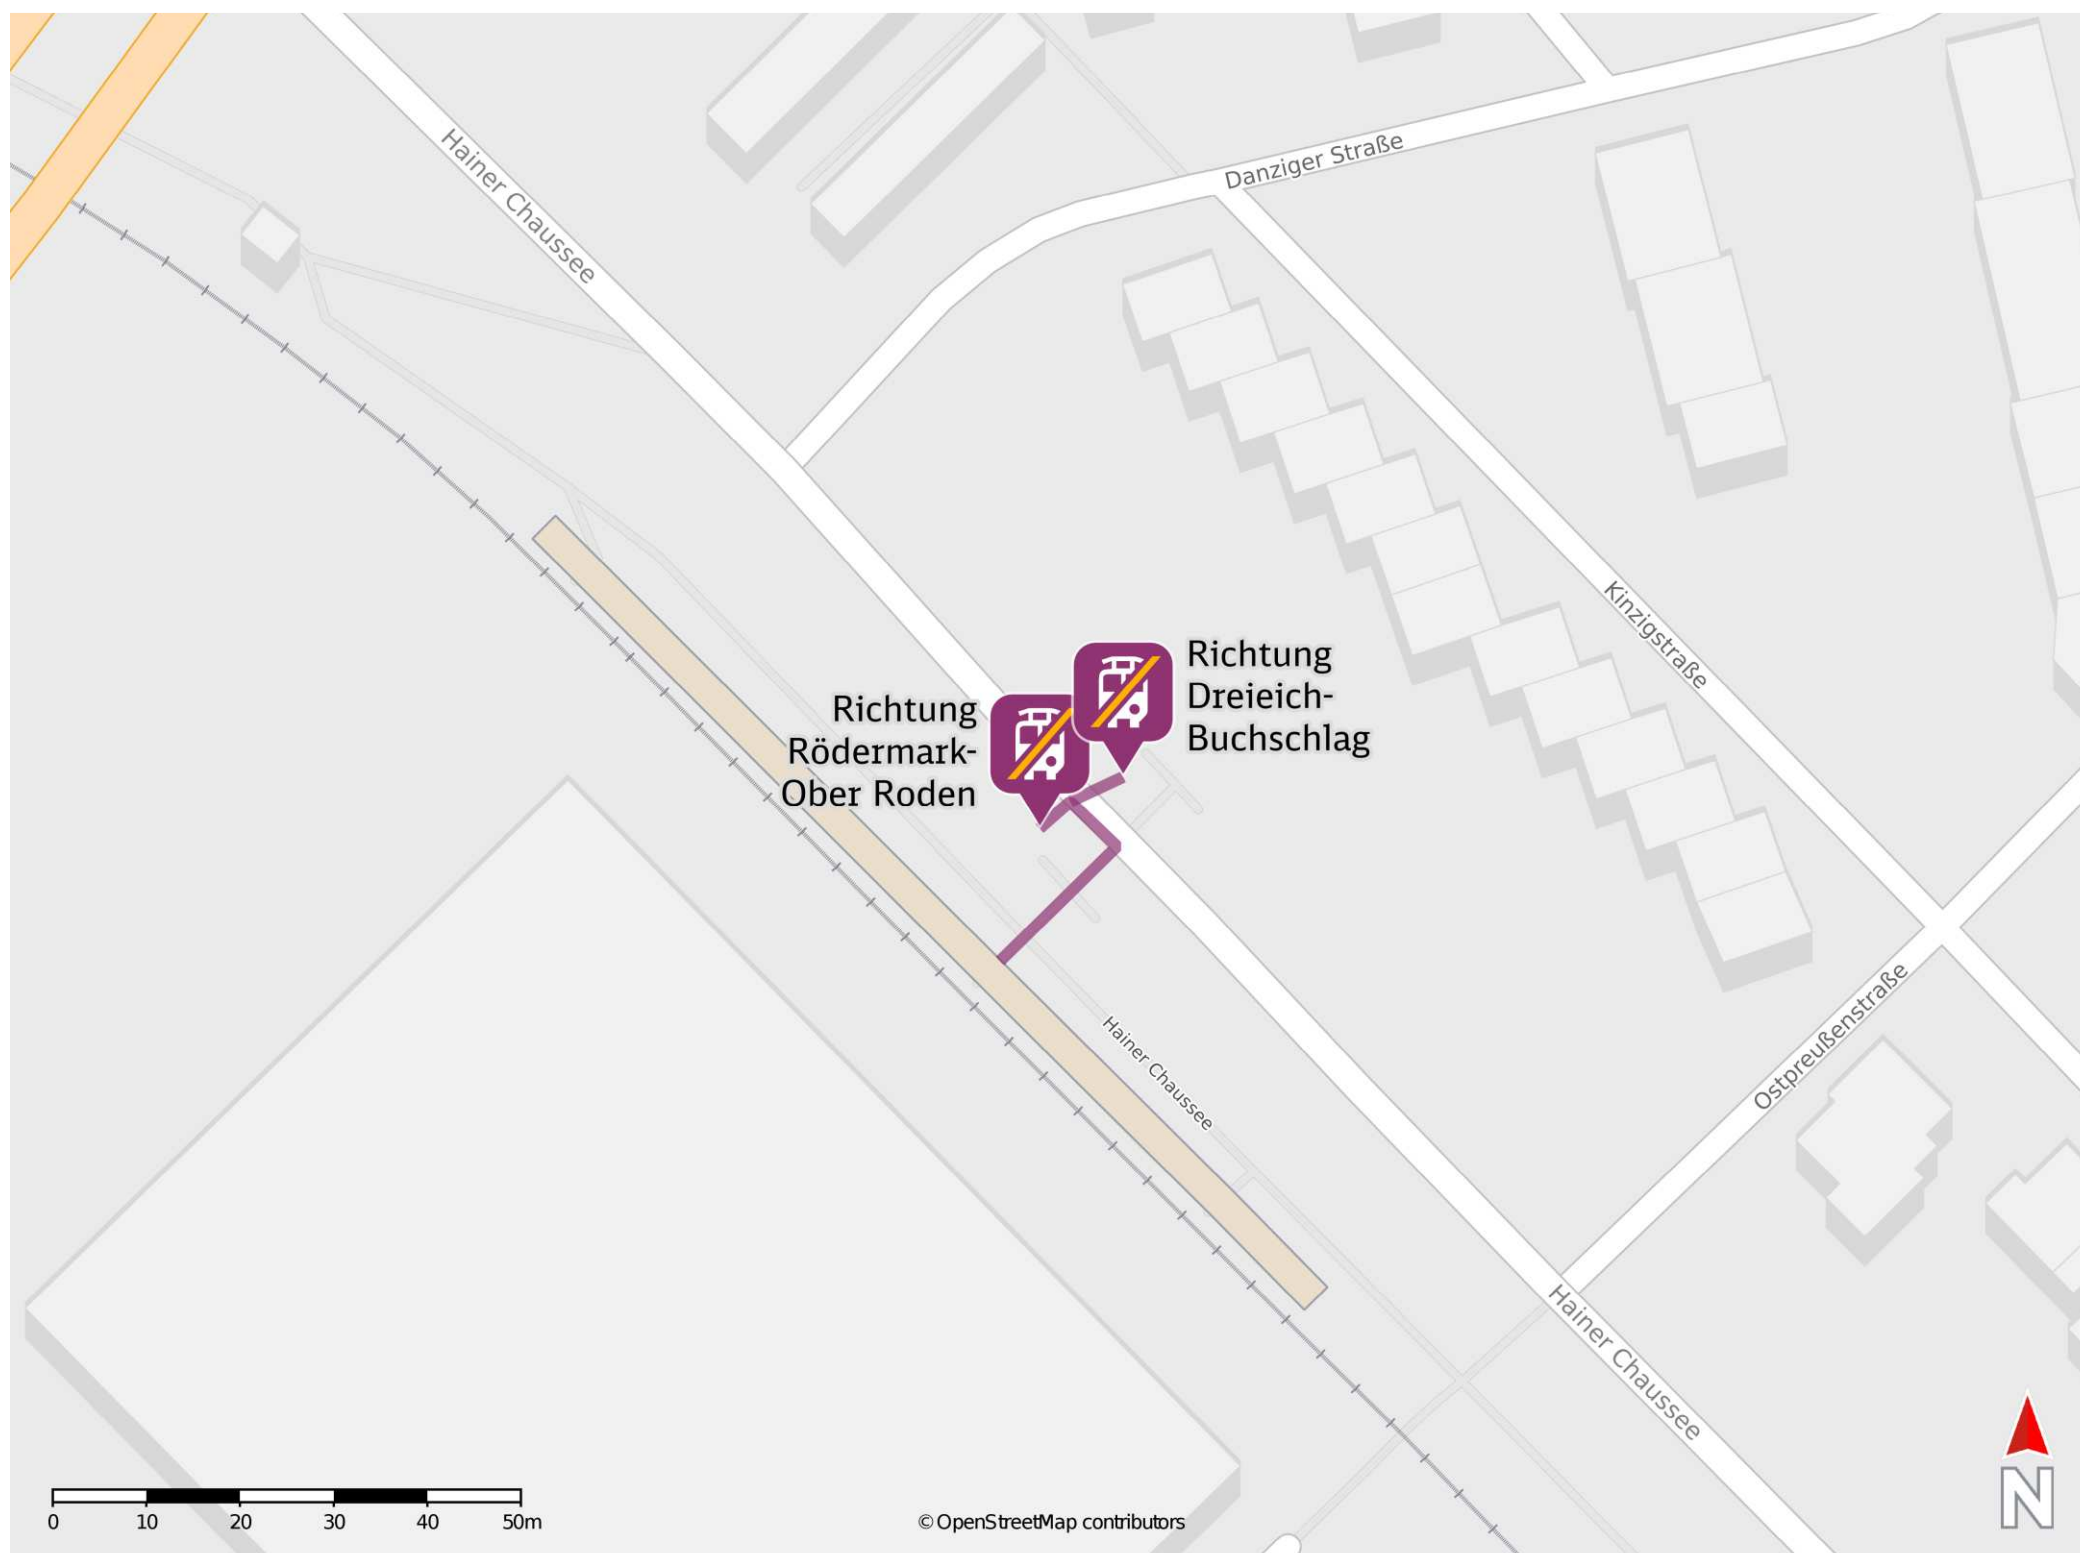 Hainer Chaussee
Danziger Straße
Kinzigstraße
Richtung
Dreieich-
Buchschlag
Richtung
Rödermark-
Ober Roden
Ostpreußenstraße
Hainer Chaussee
Hainer Chaussee
N
0 10 20 30 40 50m
© OpenStreetMap contributors